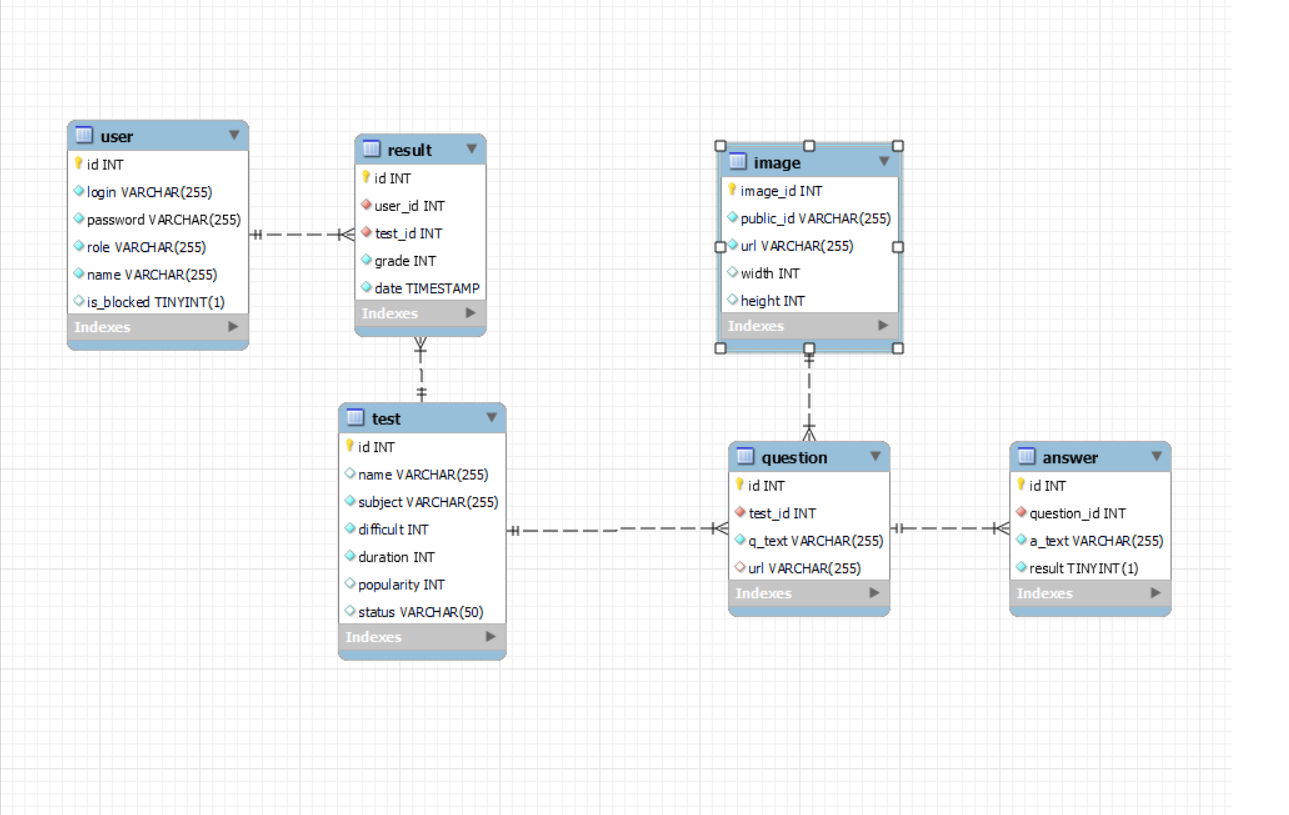 user
id INT
login VARCHAR(255)
password VARCHAR(255)
role VARCHAR(255)
name VARCHAR(255)
is_blocked TINYINT(1)
Indexes
result
id INT
user_id INT
test_id INT
grade INT
date TIMESTAMP
Indexes
image
image_id INT
public_id VARCHAR(255)
url VARCHAR(255)
width INT
height INT
Indexes
test
id INT
name VARCHAR(255)
subject VARCHAR(255)
difficult INT
duration INT
popularity INT
status VARCHAR(50)
Indexes
question
id INT
test_id INT
q_text VARCHAR(255)
url VARCHAR(255)
Indexes
answer
id INT
question_id INT
a_text VARCHAR(255)
result TINYINT(1)
Indexes